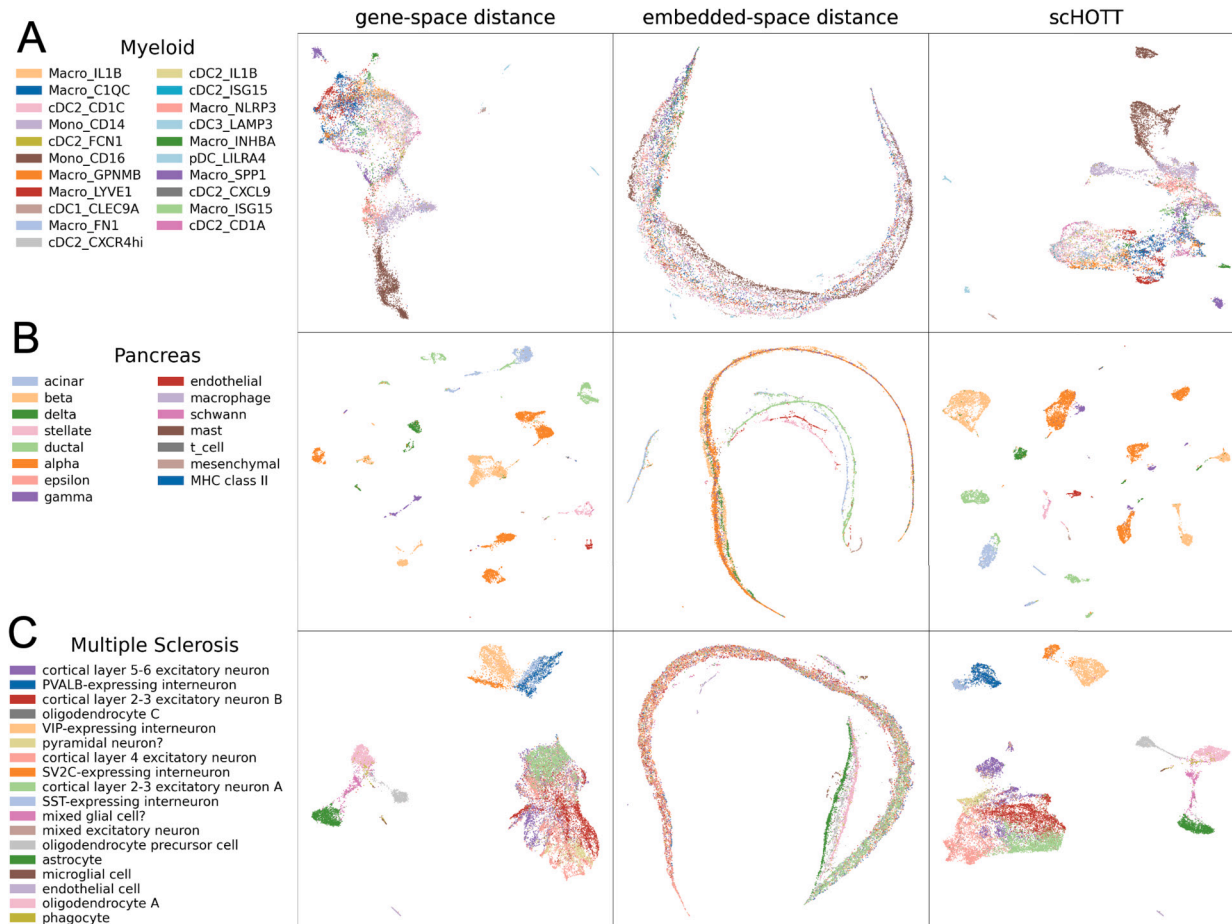 gene-space distance
embedded-space distance
scHOTT
A
Myeloid
Macro_IL1B
Macro_C1QC
cDC2_CD1C
Mono_CD14
cDC2_FCN1
Mono_CD16
Macro_GPNMB
Macro_LYVE1
cDC1_CLEC9A
Macro_FN1
cDC2_CXCR4hi
cDC2_IL1B
cDC2_ISG15
Macro_NLRP3
cDC3_LAMP3
Macro_INHBA
pDC_LILRA4
Macro_SPP1
cDC2_CXCL9
Macro_ISG15
cDC2_CD1A
B
Pancreas
acinar
beta
delta
stellate
ductal
alpha
epsilon
gamma
endothelial
macrophage
schwann
mast
t_cell
mesenchymal
MHC class II
C
Multiple Sclerosis
cortical layer 5-6 excitatory neuron
PVALB-expressing interneuron
cortical layer 2-3 excitatory neuron B
oligodendrocyte C
VIP-expressing interneuron
pyramidal neuron?
cortical layer 4 excitatory neuron
SV2C-expressing interneuron
cortical layer 2-3 excitatory neuron A
SST-expressing interneuron
mixed glial cell?
mixed excitatory neuron
oligodendrocyte precursor cell
astrocyte
microglial cell
endothelial cell
oligodendrocyte A
phagocyte